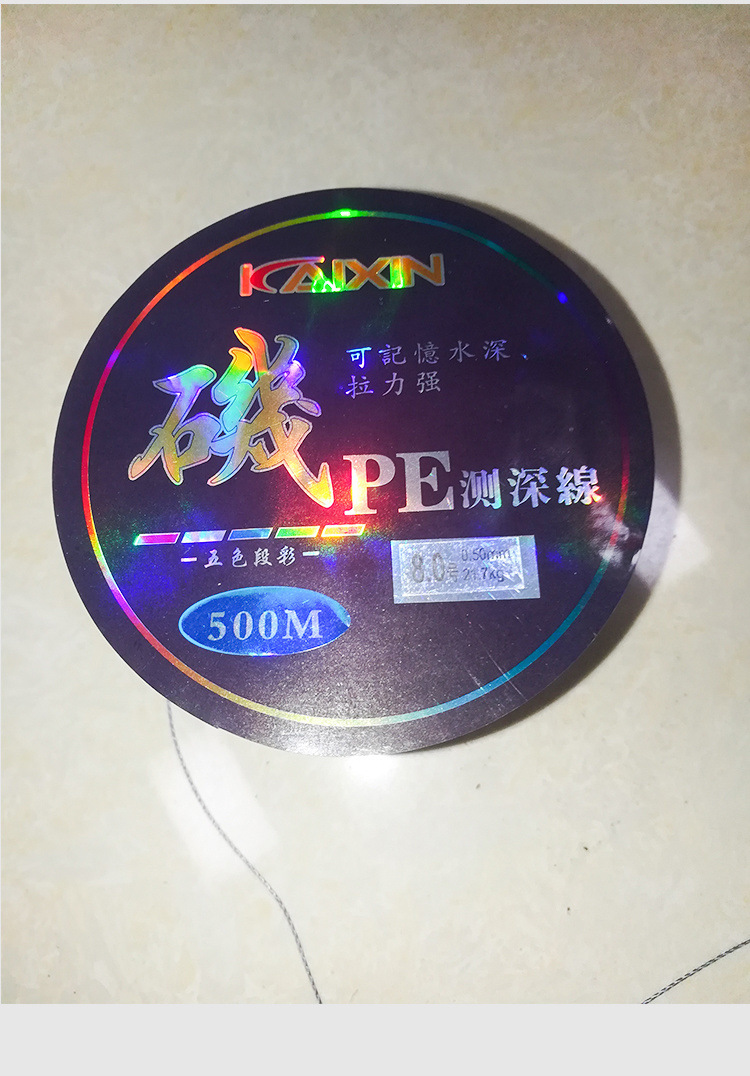 KAIXIN
磯
可記憶水深、
拉力强
PE测深線
五色段彩
8.0号 0.50mm 21.7kg
500M